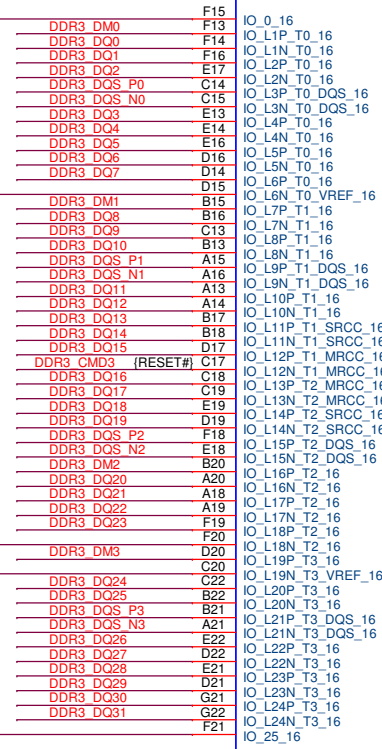 F15 IO_0_16
DDR3_DM0 F13 IO_L1P_T0_16
DDR3_DQ0 F14 IO_L1N_T0_16
DDR3_DQ1 F16 IO_L2P_T0_16
DDR3_DQ2 E17 IO_L2N_T0_16
DDR3_DQS_P0 C14 IO_L3P_T0_DQS_16
DDR3_DQS_N0 C15 IO_L3N_T0_DQS_16
DDR3_DQ3 E13 IO_L4P_T0_16
DDR3_DQ4 E14 IO_L4N_T0_16
DDR3_DQ5 E16 IO_L5P_T0_16
DDR3_DQ6 D16 IO_L5N_T0_16
DDR3_DQ7 D14 IO_L6P_T0_16
D15 IO_L6N_T0_VREF_16
DDR3_DM1 B15 IO_L7P_T1_16
DDR3_DQ8 B16 IO_L7N_T1_16
DDR3_DQ9 C13 IO_L8P_T1_16
DDR3_DQ10 B13 IO_L8N_T1_16
DDR3_DQS_P1 A15 IO_L9P_T1_DQS_16
DDR3_DQS_N1 A16 IO_L9N_T1_DQS_16
DDR3_DQ11 A13 IO_L10P_T1_16
DDR3_DQ12 A14 IO_L10N_T1_16
DDR3_DQ13 B17 IO_L11P_T1_SRCC_16
DDR3_DQ14 B18 IO_L11N_T1_SRCC_16
DDR3_DQ15 D17 IO_L12P_T1_MRCC_16
DDR3_CMD3 {RESET#} C17 IO_L12N_T1_MRCC_16
DDR3_DQ16 C18 IO_L13P_T2_MRCC_16
DDR3_DQ17 C19 IO_L13N_T2_MRCC_16
DDR3_DQ18 E19 IO_L14P_T2_SRCC_16
DDR3_DQ19 D19 IO_L14N_T2_SRCC_16
DDR3_DQS_P2 F18 IO_L15P_T2_DQS_16
DDR3_DQS_N2 E18 IO_L15N_T2_DQS_16
DDR3_DM2 B20 IO_L16P_T2_16
DDR3_DQ20 A20 IO_L16N_T2_16
DDR3_DQ21 A18 IO_L17P_T2_16
DDR3_DQ22 A19 IO_L17N_T2_16
DDR3_DQ23 F19 IO_L18P_T2_16
F20 IO_L18N_T2_16
DDR3_DM3 D20 IO_L19P_T3_16
C20 IO_L19N_T3_VREF_16
DDR3_DQ24 C22 IO_L20P_T3_16
DDR3_DQ25 B22 IO_L20N_T3_16
DDR3_DQS_P3 B21 IO_L21P_T3_DQS_16
DDR3_DQS_N3 A21 IO_L21N_T3_DQS_16
DDR3_DQ26 E22 IO_L22P_T3_16
DDR3_DQ27 D22 IO_L22N_T3_16
DDR3_DQ28 E21 IO_L23P_T3_16
DDR3_DQ29 D21 IO_L23N_T3_16
DDR3_DQ30 G21 IO_L24P_T3_16
DDR3_DQ31 G22 IO_L24N_T3_16
F21 IO_25_16